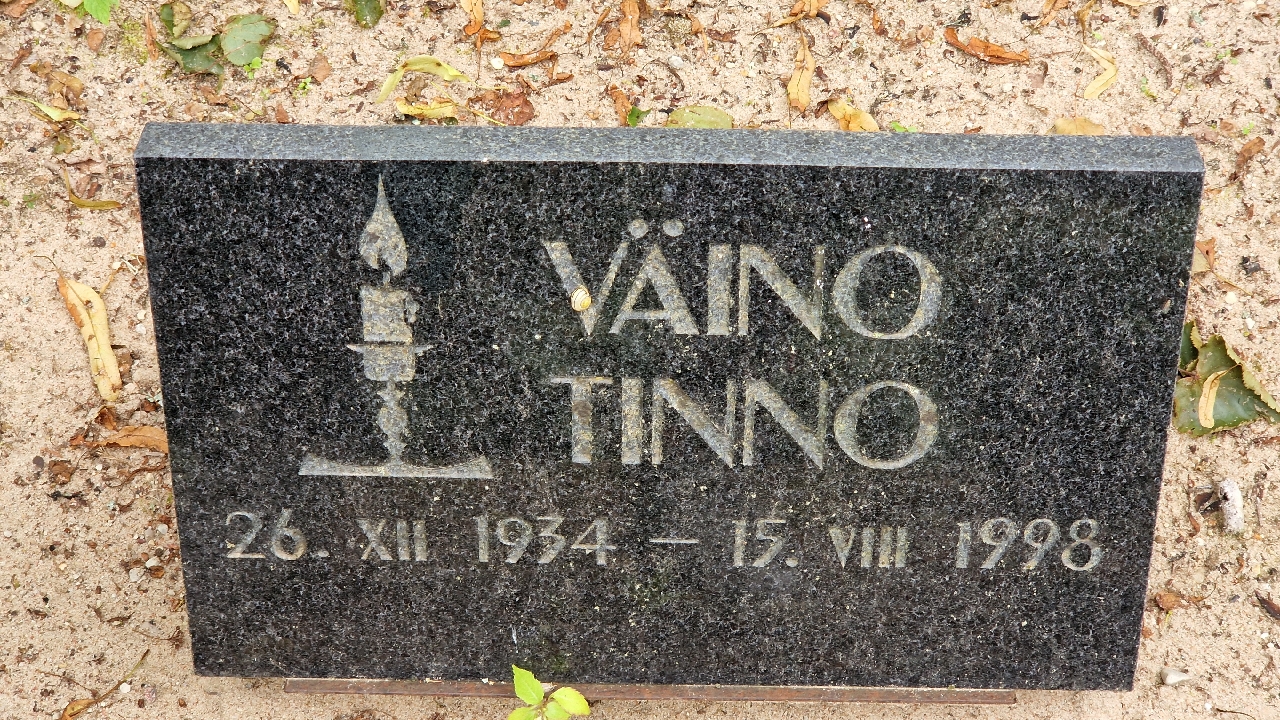 VÄINO
TINNO
26. XII 1934 — 15. VIII 1998